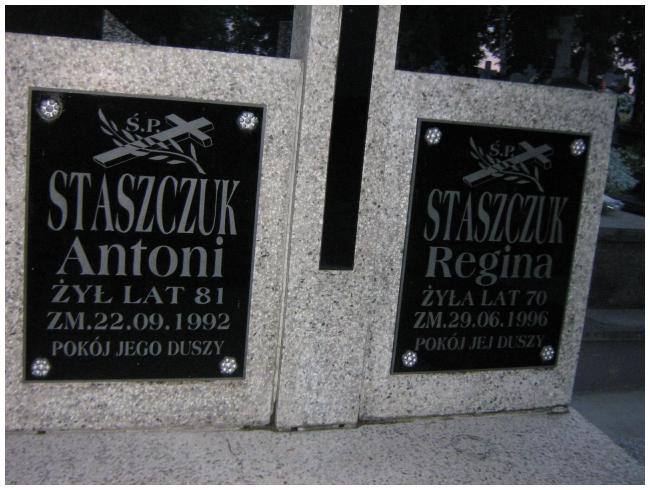 Ś.P.
STASZCZUK
Antoni
ŻYŁ LAT 81
ZM.22.09.1992
POKÓJ JEGO DUSZY
Ś.P.
STASZCZUK
Regina
ŻYŁA LAT 70
ZM.29.06.1996
POKÓJ JEJ DUSZY